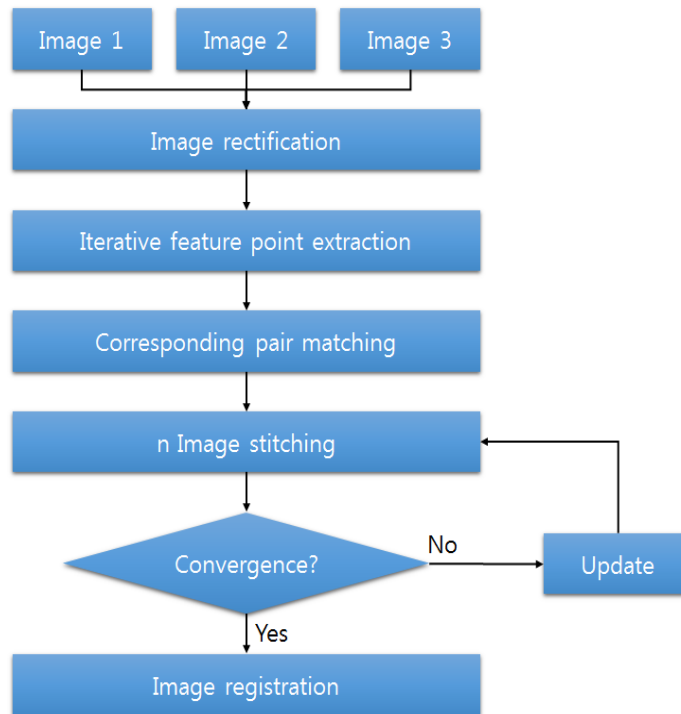 Image 1
Image 2
Image 3
Image rectification
Iterative feature point extraction
Corresponding pair matching
n Image stitching
Convergence?
No
Update
Yes
Image registration